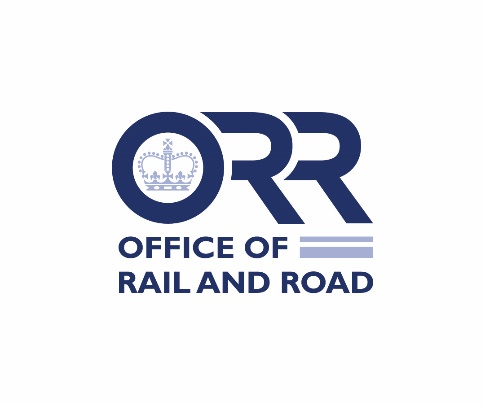 ORR
OFFICE OF
RAIL AND ROAD